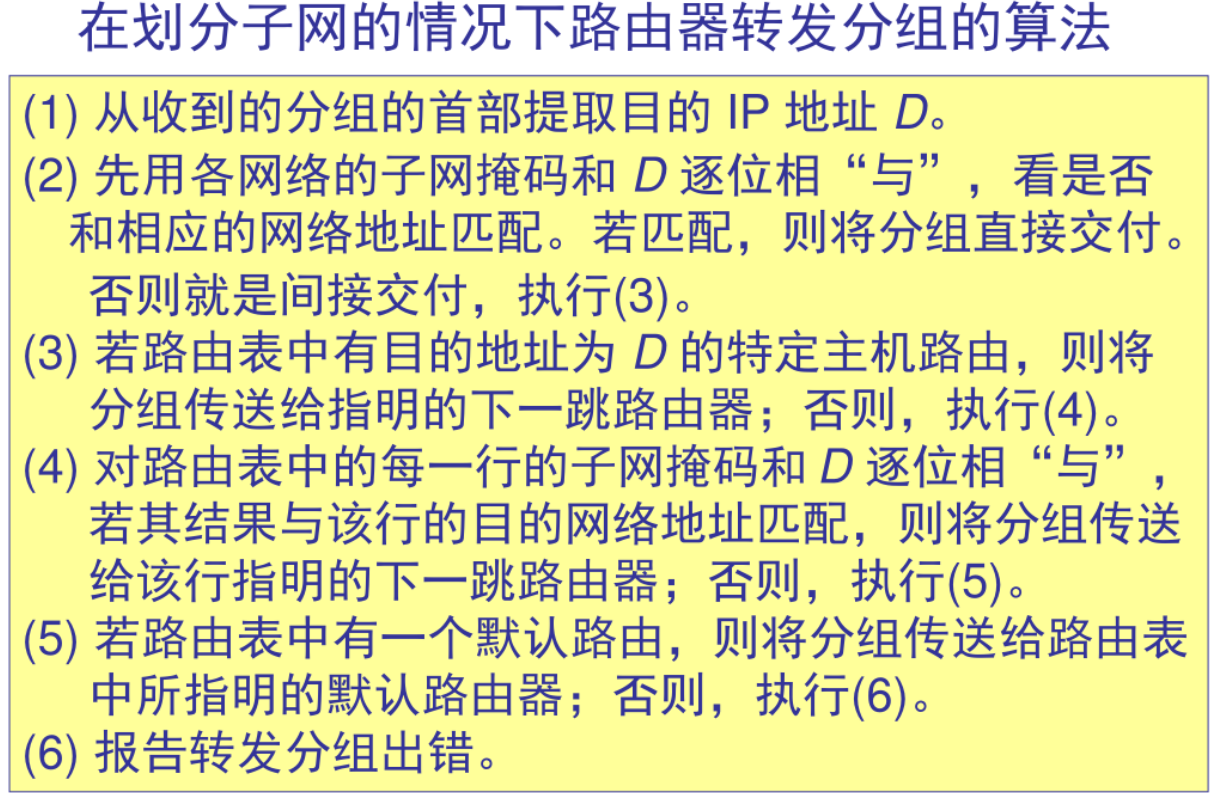 在划分子网的情况下路由器转发分组的算法
(1) 从收到的分组的首部提取目的 IP 地址 D。
(2) 先用各网络的子网掩码和 D 逐位相“与”，看是否
和相应的网络地址匹配。若匹配，则将分组直接交付。
否则就是间接交付，执行(3)。
(3) 若路由表中有目的地址为 D 的特定主机路由，则将
分组传送给指明的下一跳路由器；否则，执行(4)。
(4) 对路由表中的每一行的子网掩码和 D 逐位相“与”，
若其结果与该行的目的网络地址匹配，则将分组传送
给该行指明的下一跳路由器；否则，执行(5)。
(5) 若路由表中有一个默认路由，则将分组传送给路由表
中所指明的默认路由器；否则，执行(6)。
(6) 报告转发分组出错。